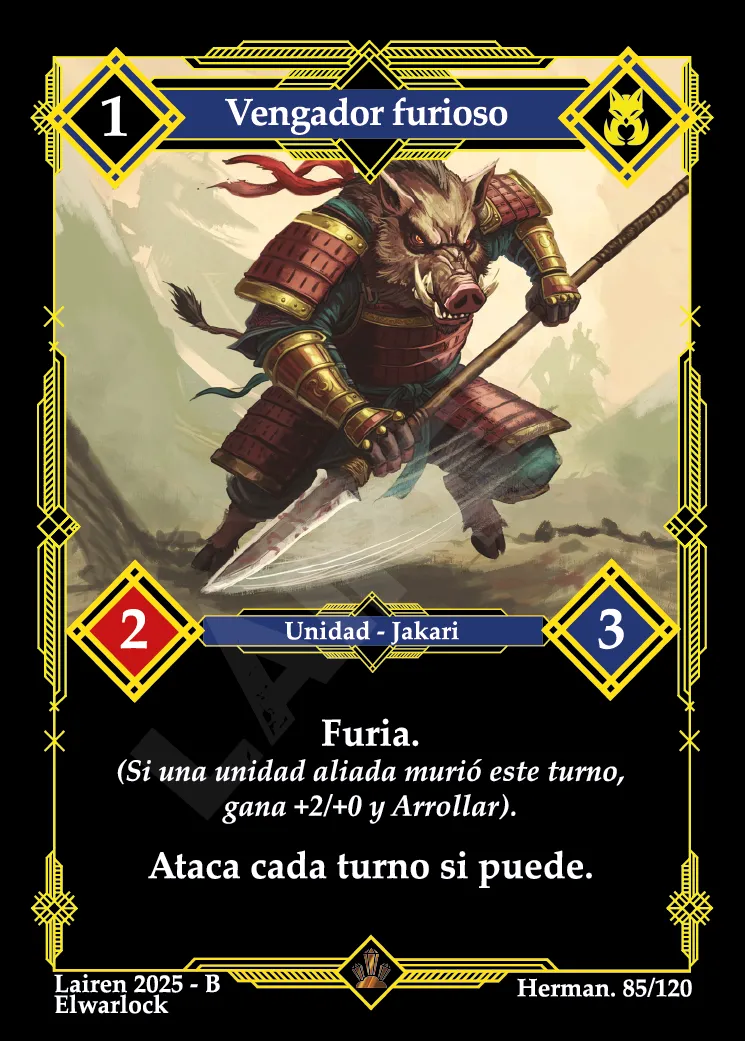 1
Vengador furioso
2
Unidad - Jakari
3
Furia.
(Si una unidad aliada murió este turno,
gana +2/+0 y Arrollar).
Ataca cada turno si puede.
Lairen 2025 - B
Elwarlock
Herman. 85/120